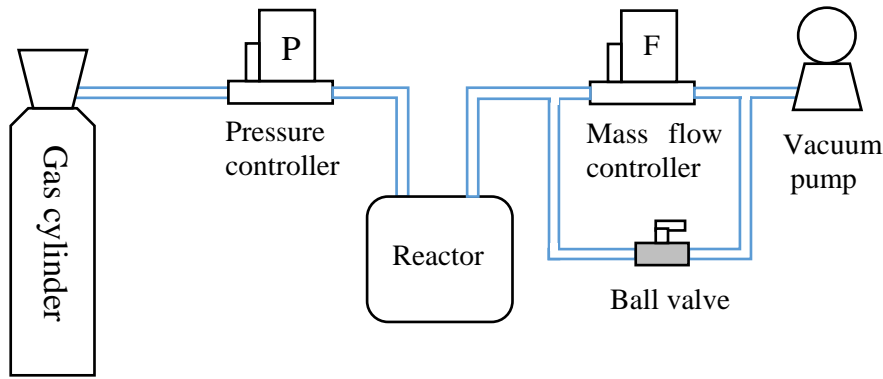 Gas cylinder
P
Pressure
controller
Reactor
F
Mass flow
controller
Ball valve
Vacuum
pump